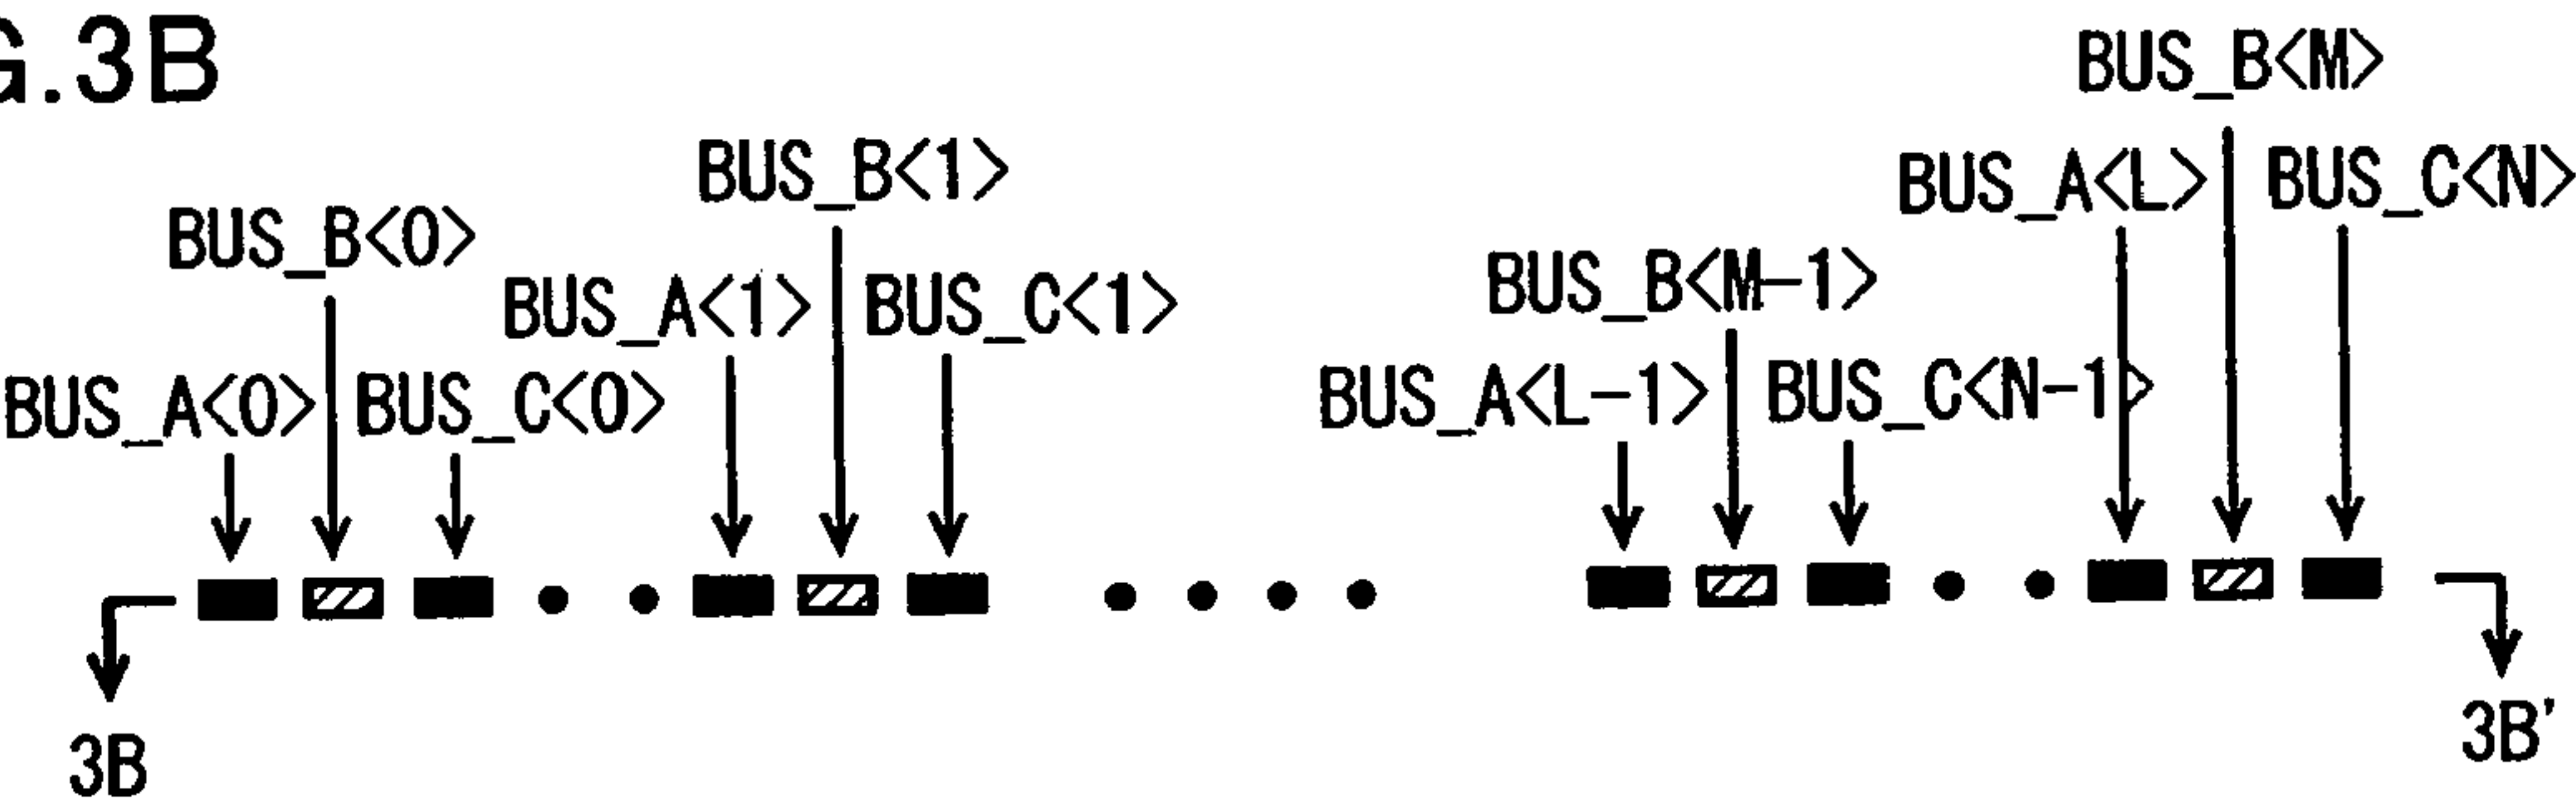 G.3B
BUS_B<M>
BUS_B<1>
BUS_A<L>
BUS_C<N>
BUS_B<0>
BUS_B<M-1>
BUS_A<1>
BUS_C<1>
BUS_A<L-1>
BUS_C<N-1>
BUS_A<0>
BUS_C<0>
3B
3B'